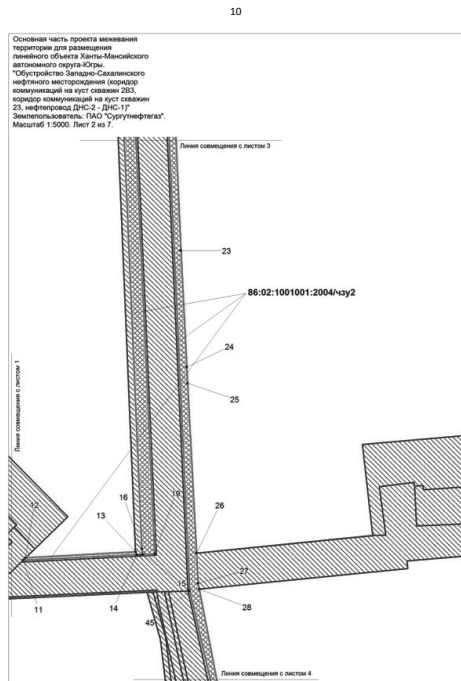 10
Основная часть проекта межевания
территории для размещения
линейного объекта Ханты-Мансийского
автономного округа-Югры.
"Обустройство Западно-Сахалинского
нефтяного месторождения (коридор
коммуникаций на куст скважин 2ВЗ,
коридор коммуникаций на куст скважин
23, нефтепровод ДНС-2 - ДНС-1)"
Землепользователь: ПАО "Сургутнефтегаз".
Масштаб 1:5000. Лист 2 из 7.
Линия совмещения с листом 3
23
86:02:1001001:2004/чзу2
24
25
Линия совмещения с листом 1
16
19
12
13
26
15
27
11
14
28
45
Линия совмещения с листом 4